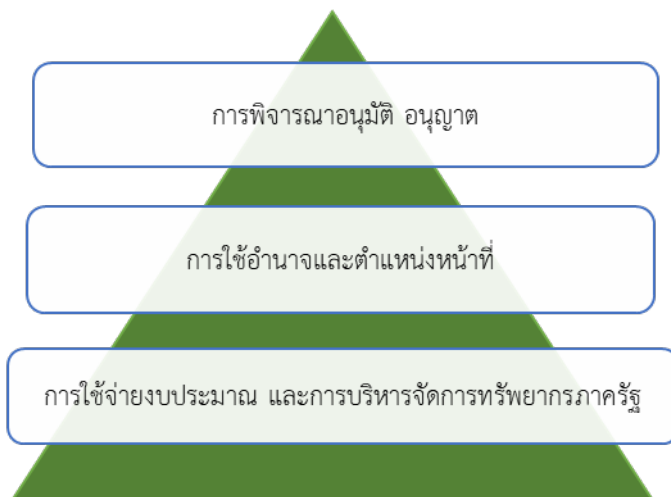 การพิจารณาอนุมัติ อนุญาต
การใช้อำนาจและตำแหน่งหน้าที่
การใช้จ่ายงบประมาณ และการบริหารจัดการทรัพยากรภาครัฐ